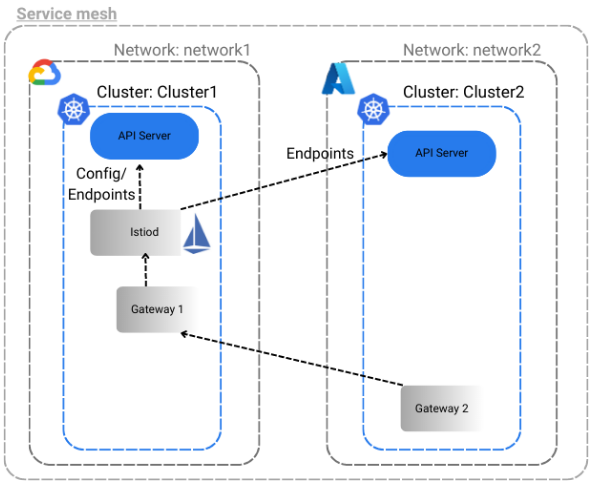 Service mesh
Network: network1
Network: network2
Cluster: Cluster1
Cluster: Cluster2
API Server
API Server
Endpoints
Config/
Endpoints
Istiod
Gateway 1
Gateway 2